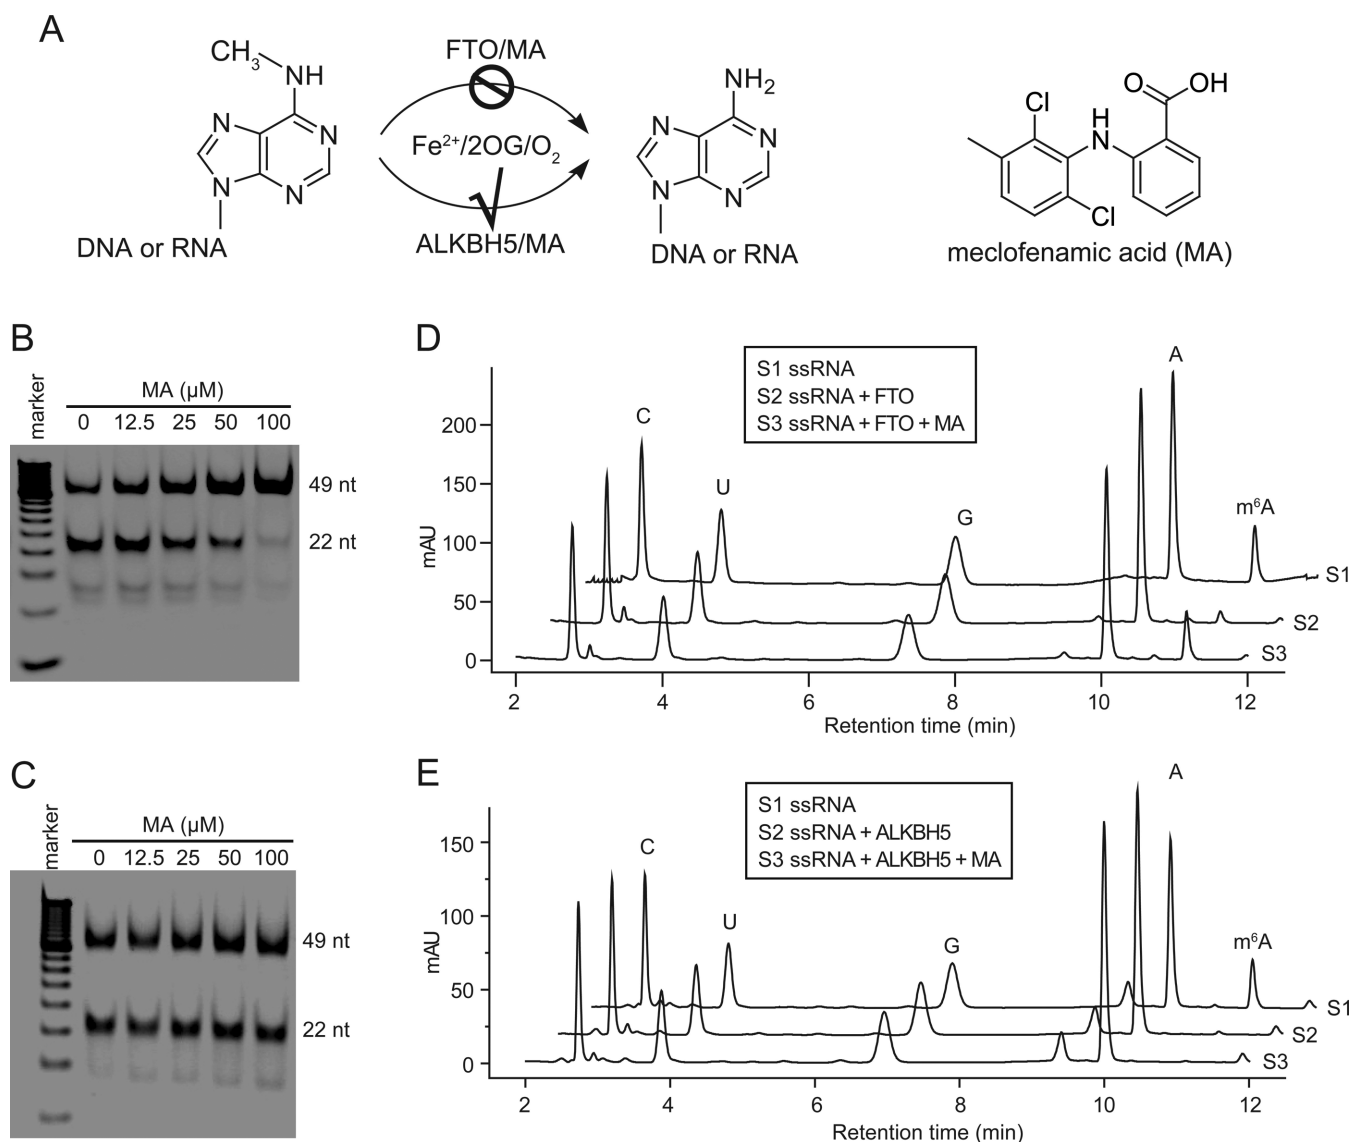 A
CH3
NH
N
N
N
N
DNA or RNA
FTO/MA
Fe2+/2OG/O2
ALKBH5/MA
NH2
N
N
N
N
DNA or RNA
Cl
H
N
O
OH
Cl
meclofenamic acid (MA)
B
marker
MA (µM)
0 12.5 25 50 100
49 nt
22 nt
C
marker
MA (µM)
0 12.5 25 50 100
49 nt
22 nt
D
S1 ssRNA
S2 ssRNA + FTO
S3 ssRNA + FTO + MA
C
U
G
A
m6A
S1
S2
S3
mAU
200
150
100
50
0
2 4 6 8 10 12
Retention time (min)
E
S1 ssRNA
S2 ssRNA + ALKBH5
S3 ssRNA + ALKBH5 + MA
C
U
G
A
m6A
S1
S2
S3
mAU
150
100
50
0
2 4 6 8 10 12
Retention time (min)